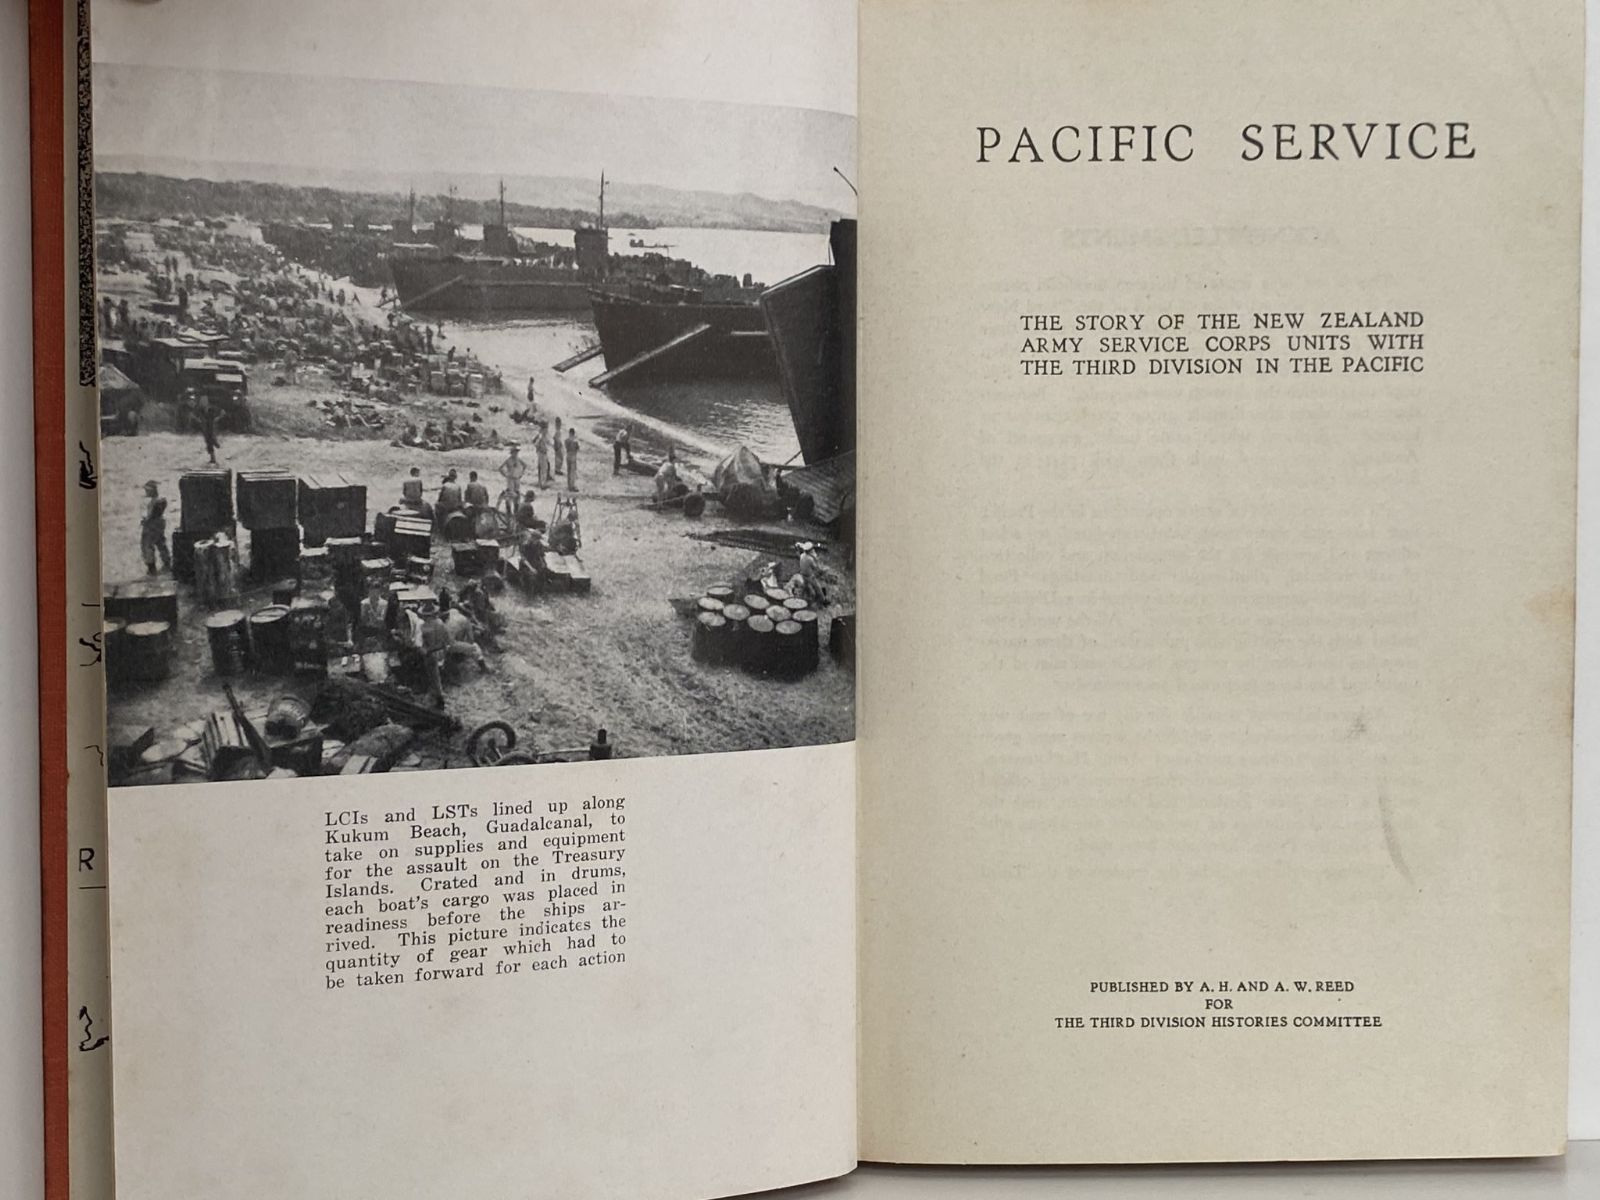 LCIs and LSTs lined up along
Kukum Beach, Guadalcanal, to
take on supplies and equipment
for the assault on the Treasury
Islands. Crated and in drums,
each boat's cargo was placed in
readiness before the ships ar-
rived. This picture indicates the
quantity of gear which had to
be taken forward for each action
R
PACIFIC SERVICE
THE STORY OF THE NEW ZEALAND
ARMY SERVICE CORPS UNITS WITH
THE THIRD DIVISION IN THE PACIFIC
PUBLISHED BY A. H. AND A. W. REED
FOR
THE THIRD DIVISION HISTORIES COMMITTEE